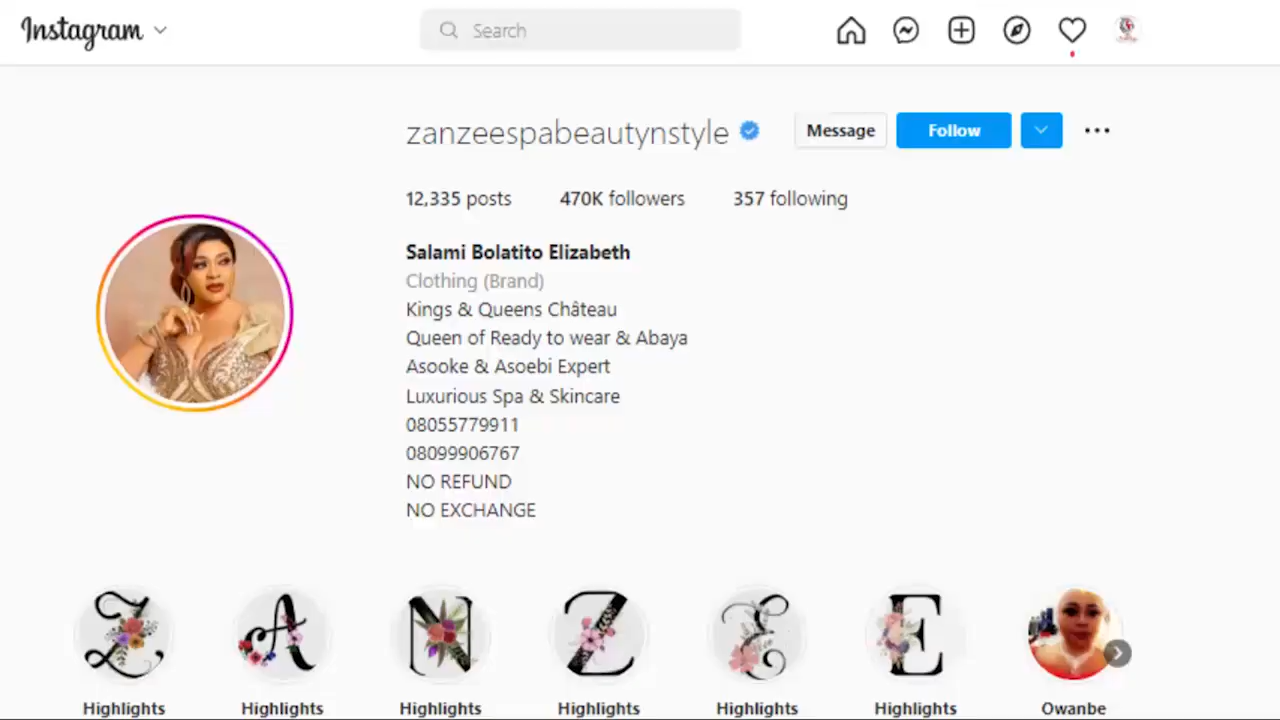 Instagram
Search
zanzeespabeautynstyle
Message
Follow
12,335 posts
470K followers
357 following
Salami Bolatito Elizabeth
Clothing (Brand)
Kings & Queens Château
Queen of Ready to wear & Abaya
Asooke & Asoebi Expert
Luxurious Spa & Skincare
08055779911
08099906767
NO REFUND
NO EXCHANGE
Z A N Z E E
Highlights Highlights Highlights Highlights Highlights Highlights Owanbe